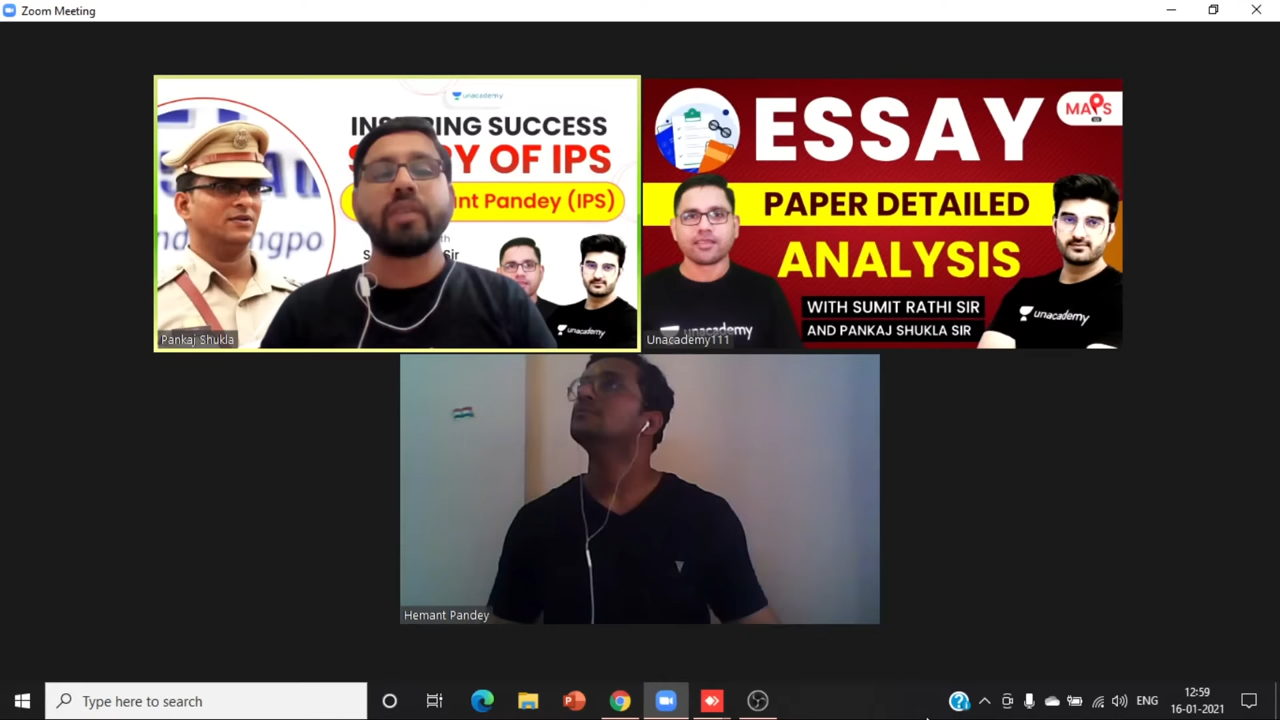 Zoom Meeting
unacademy
SUCCESS
OF IPS
Pandey (IPS)
unacademy
Pankaj Shukla
ESSAY
MAPS
PAPER DETAILED
ANALYSIS
WITH SUMIT RATHI SIR
AND PANKAJ SHUKLA SIR
unacademy
unacademy
Unacademy111
Hemant Pandey
Type here to search
ENG
12:59
16-01-2021